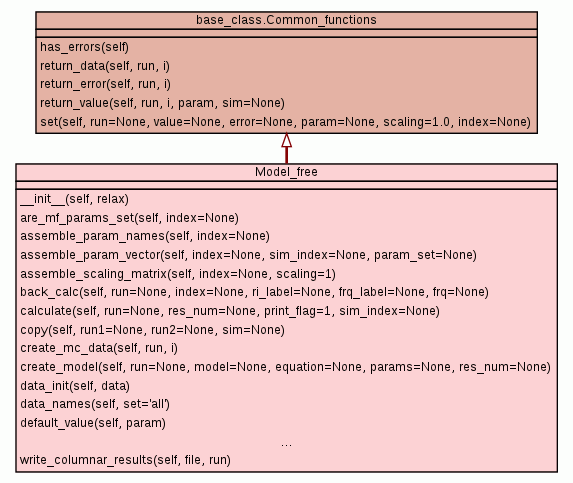 base_class.Common_functions
has_errors(self)
return_data(self, run, i)
return_error(self, run, i)
return_value(self, run, i, param, sim=None)
set(self, run=None, value=None, error=None, param=None, scaling=1.0, index=None)
Model_free
__init__(self, relax)
are_mf_params_set(self, index=None)
assemble_param_names(self, index=None)
assemble_param_vector(self, index=None, sim_index=None, param_set=None)
assemble_scaling_matrix(self, index=None, scaling=1)
back_calc(self, run=None, index=None, ri_label=None, frq_label=None, frq=None)
calculate(self, run=None, res_num=None, print_flag=1, sim_index=None)
copy(self, run1=None, run2=None, sim=None)
create_mc_data(self, run, i)
create_model(self, run=None, model=None, equation=None, params=None, res_num=None)
data_init(self, data)
data_names(self, set='all')
default_value(self, param)
...
write_columnar_results(self, file, run)